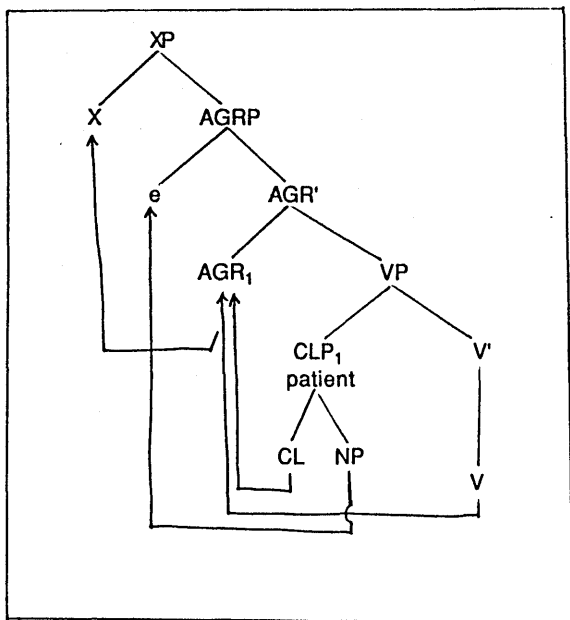 XP
X AGRP
e AGR'
AGR₁ VP
CLP₁ V'
patient
CL NP
V